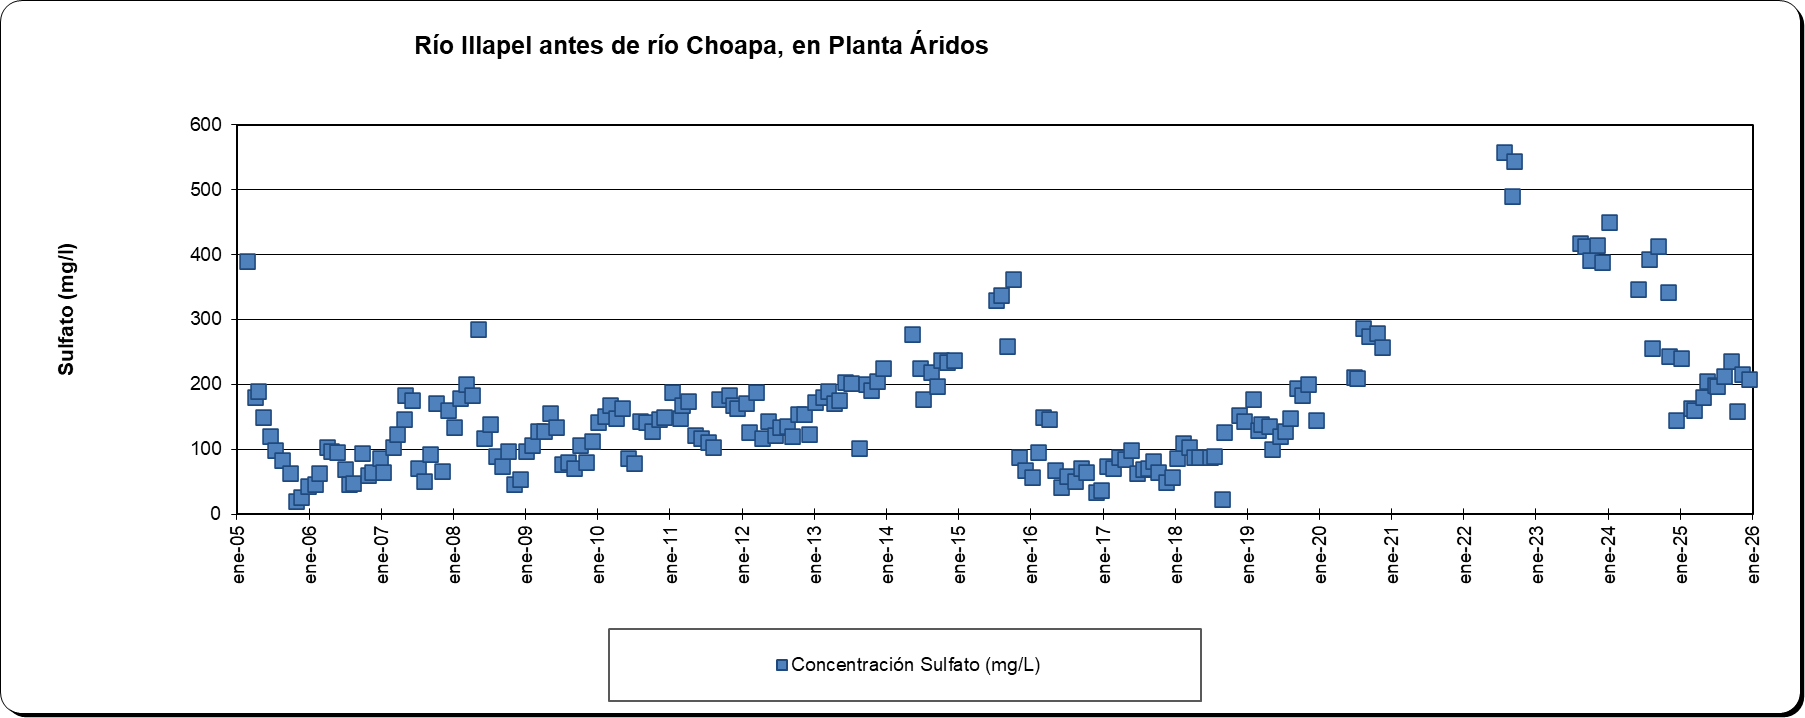 Río Illapel antes de río Choapa, en Planta Áridos
Sulfato (mg/l)
600
500
400
300
200
100
0
ene-05
ene-06
ene-07
ene-08
ene-09
ene-10
ene-11
ene-12
ene-13
ene-14
ene-15
ene-16
ene-17
ene-18
ene-19
ene-20
ene-21
ene-22
ene-23
ene-24
ene-25
ene-26
Concentración Sulfato (mg/L)